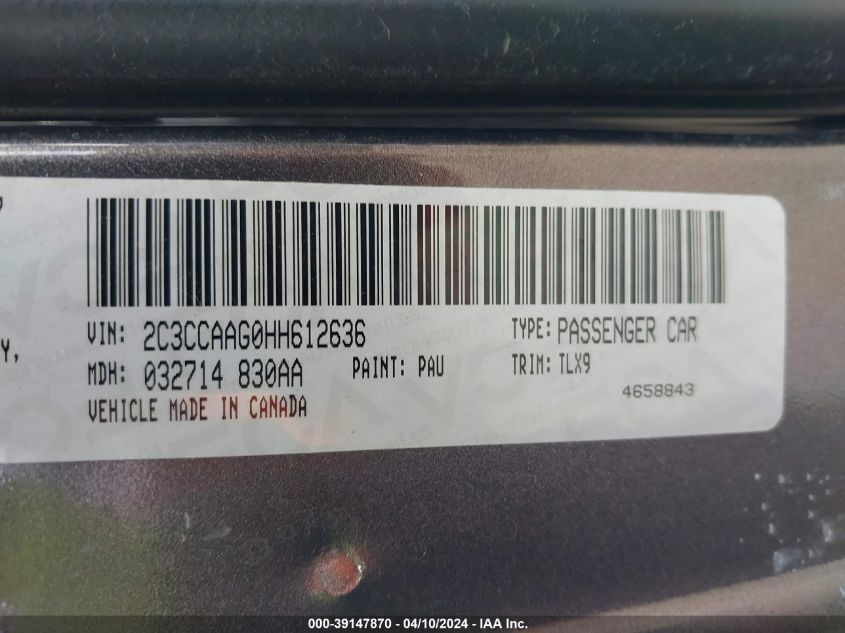 VIN: 2C3CCAAG0HH612636 TYPE: PASSENGER CAR
Y,
MDH: 032714 830AA PAINT: PAU TRIM: TLX9
4658843
VEHICLE MADE IN CANADA
000-39147870 - 04/10/2024 - IAA Inc.